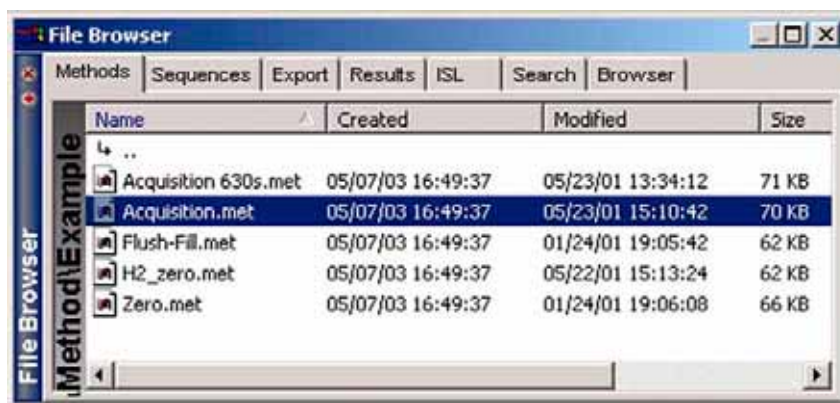 File Browser
Methods Sequences Export Results ISL Search Browser
Name Created Modified Size
..
Acquisition 630s.met 05/07/03 16:49:37 05/23/01 13:34:12 71 KB
Acquisition.met 05/07/03 16:49:37 05/23/01 15:10:42 70 KB
Flush-Fill.met 05/07/03 16:49:37 01/24/01 19:05:42 62 KB
H2_zero.met 05/07/03 16:49:37 05/22/01 15:13:24 62 KB
Zero.met 05/07/03 16:49:37 01/24/01 19:06:08 66 KB
File Browser
.\Method\Example